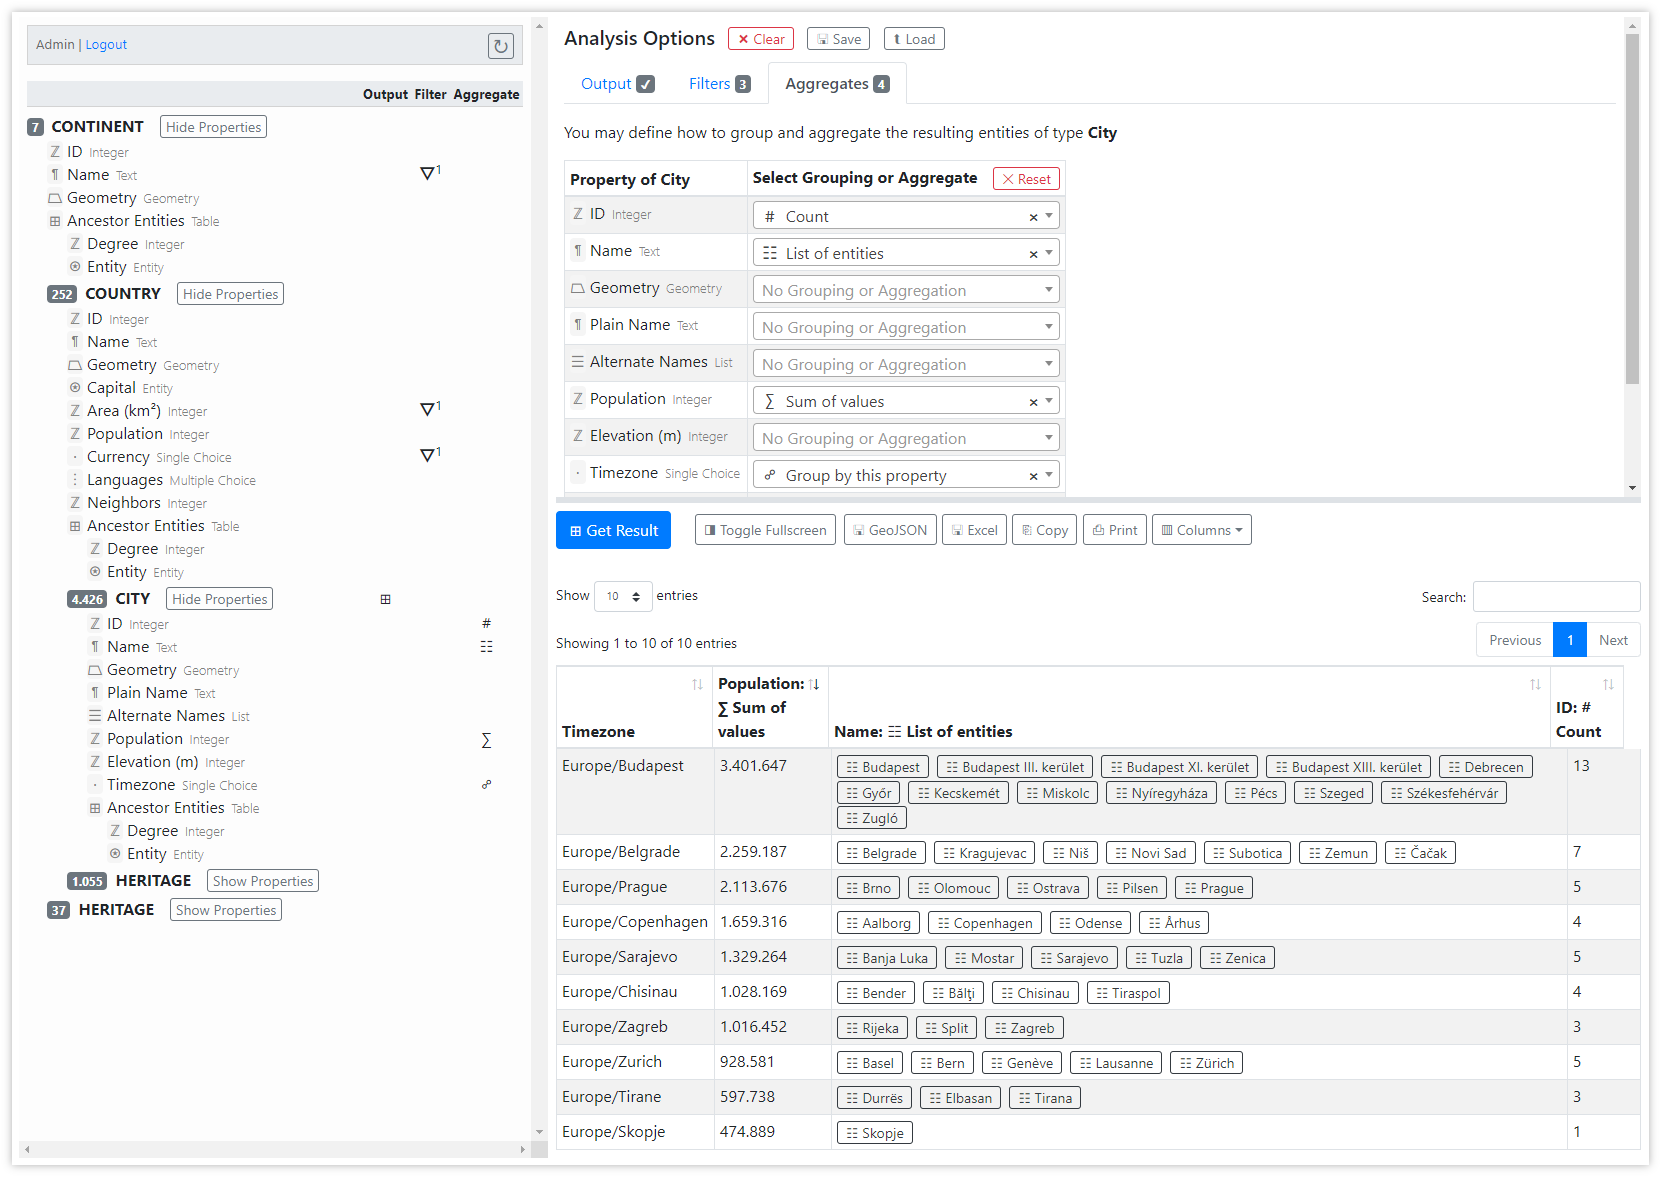 Admin | Logout
Output Filter Aggregate
7 CONTINENT Hide Properties
ID Integer
Name Text 1
Geometry Geometry
Ancestor Entities Table
Degree Integer
Entity Entity
252 COUNTRY Hide Properties
ID Integer
Name Text
Geometry Geometry
Capital Entity
Area (km²) Integer 1
Population Integer
Currency Single Choice 1
Languages Multiple Choice
Neighbors Integer
Ancestor Entities Table
Degree Integer
Entity Entity
4.426 CITY Hide Properties
ID Integer #
Name Text
Geometry Geometry
Plain Name Text
Alternate Names List
Population Integer ∑
Elevation (m) Integer
Timezone Single Choice
Ancestor Entities Table
Degree Integer
Entity Entity
1.055 HERITAGE Show Properties
37 HERITAGE Show Properties
Analysis Options Clear Save Load
Output ✓ Filters 3 Aggregates 4
You may define how to group and aggregate the resulting entities of type City
Property of City Select Grouping or Aggregate Reset
ID Integer # Count
Name Text List of entities
Geometry Geometry No Grouping or Aggregation
Plain Name Text No Grouping or Aggregation
Alternate Names List No Grouping or Aggregation
Population Integer ∑ Sum of values
Elevation (m) Integer No Grouping or Aggregation
Timezone Single Choice Group by this property
Get Result Toggle Fullscreen GeoJSON Excel Copy Print Columns
Show 10 entries Search:
Showing 1 to 10 of 10 entries Previous 1 Next
Timezone Population: ∑ Sum of values Name: List of entities ID: # Count
Europe/Budapest 3.401.647 Budapest Budapest III. kerület Budapest XI. kerület Budapest XIII. kerület Debrecen 13
Győr Kecskemét Miskolc Nyíregyháza Pécs Szeged Székesfehérvár
Zugló
Europe/Belgrade 2.259.187 Belgrade Kragujevac Niš Novi Sad Subotica Zemun Čačak 7
Europe/Prague 2.113.676 Brno Olomouc Ostrava Pilsen Prague 5
Europe/Copenhagen 1.659.316 Aalborg Copenhagen Odense Århus 4
Europe/Sarajevo 1.329.264 Banja Luka Mostar Sarajevo Tuzla Zenica 5
Europe/Chisinau 1.028.169 Bender Bălţi Chisinau Tiraspol 4
Europe/Zagreb 1.016.452 Rijeka Split Zagreb 3
Europe/Zurich 928.581 Basel Bern Genève Lausanne Zürich 5
Europe/Tirane 597.738 Durrës Elbasan Tirana 3
Europe/Skopje 474.889 Skopje 1